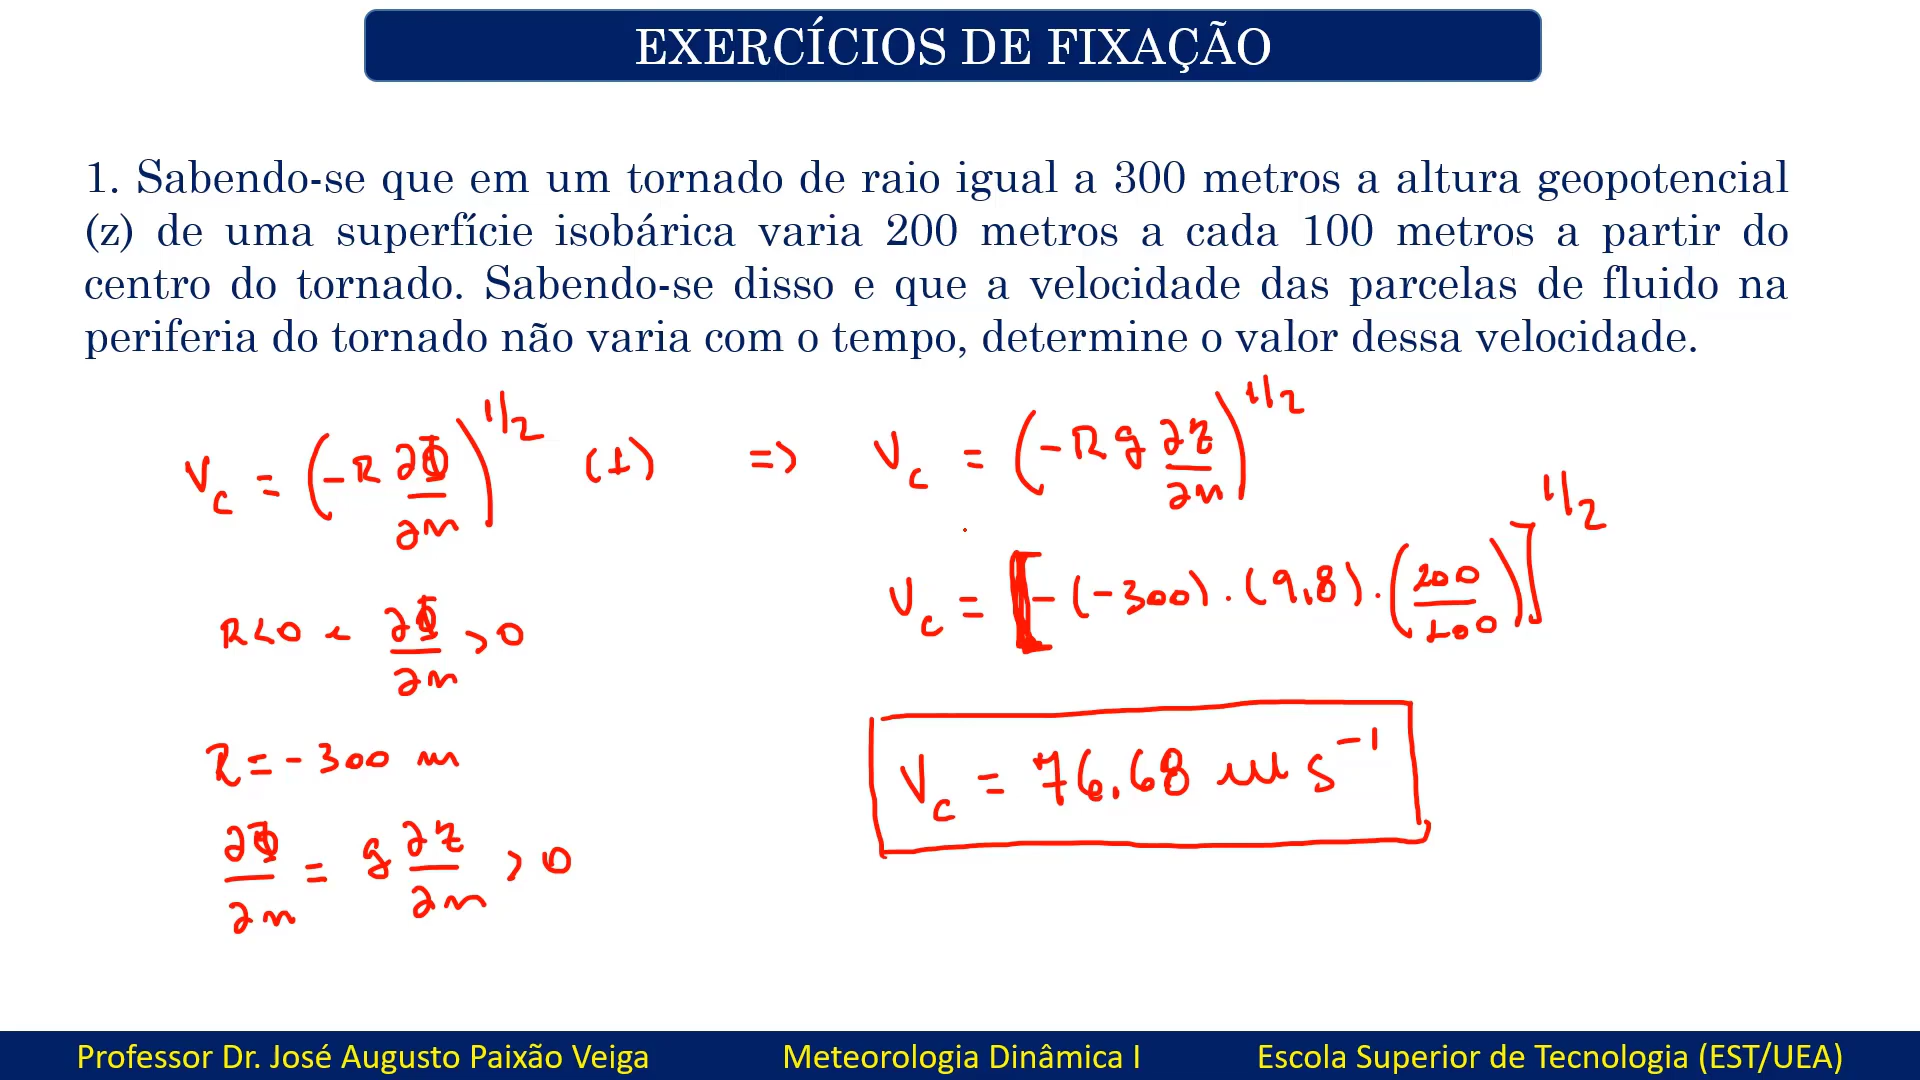 EXERCÍCIOS DE FIXAÇÃO
1. Sabendo-se que em um tornado de raio igual a 300 metros a altura geopotencial
(z) de uma superfície isobárica varia 200 metros a cada 100 metros a partir do
centro do tornado. Sabendo-se disso e que a velocidade das parcelas de fluido na
periferia do tornado não varia com o tempo, determine o valor dessa velocidade.
V_c = (-R ∂Φ/∂n)^1/2 (1) => V_c = (-R g ∂z/∂n)^1/2
V_c = [-(-300).(9,8).(200/100)]^1/2
R<0 e ∂Φ/∂n >0
R = -300 m
V_c = 76,68 m s^-1
∂Φ/∂n = g ∂z/∂n >0
Professor Dr. José Augusto Paixão Veiga
Meteorologia Dinâmica I
Escola Superior de Tecnologia (EST/UEA)